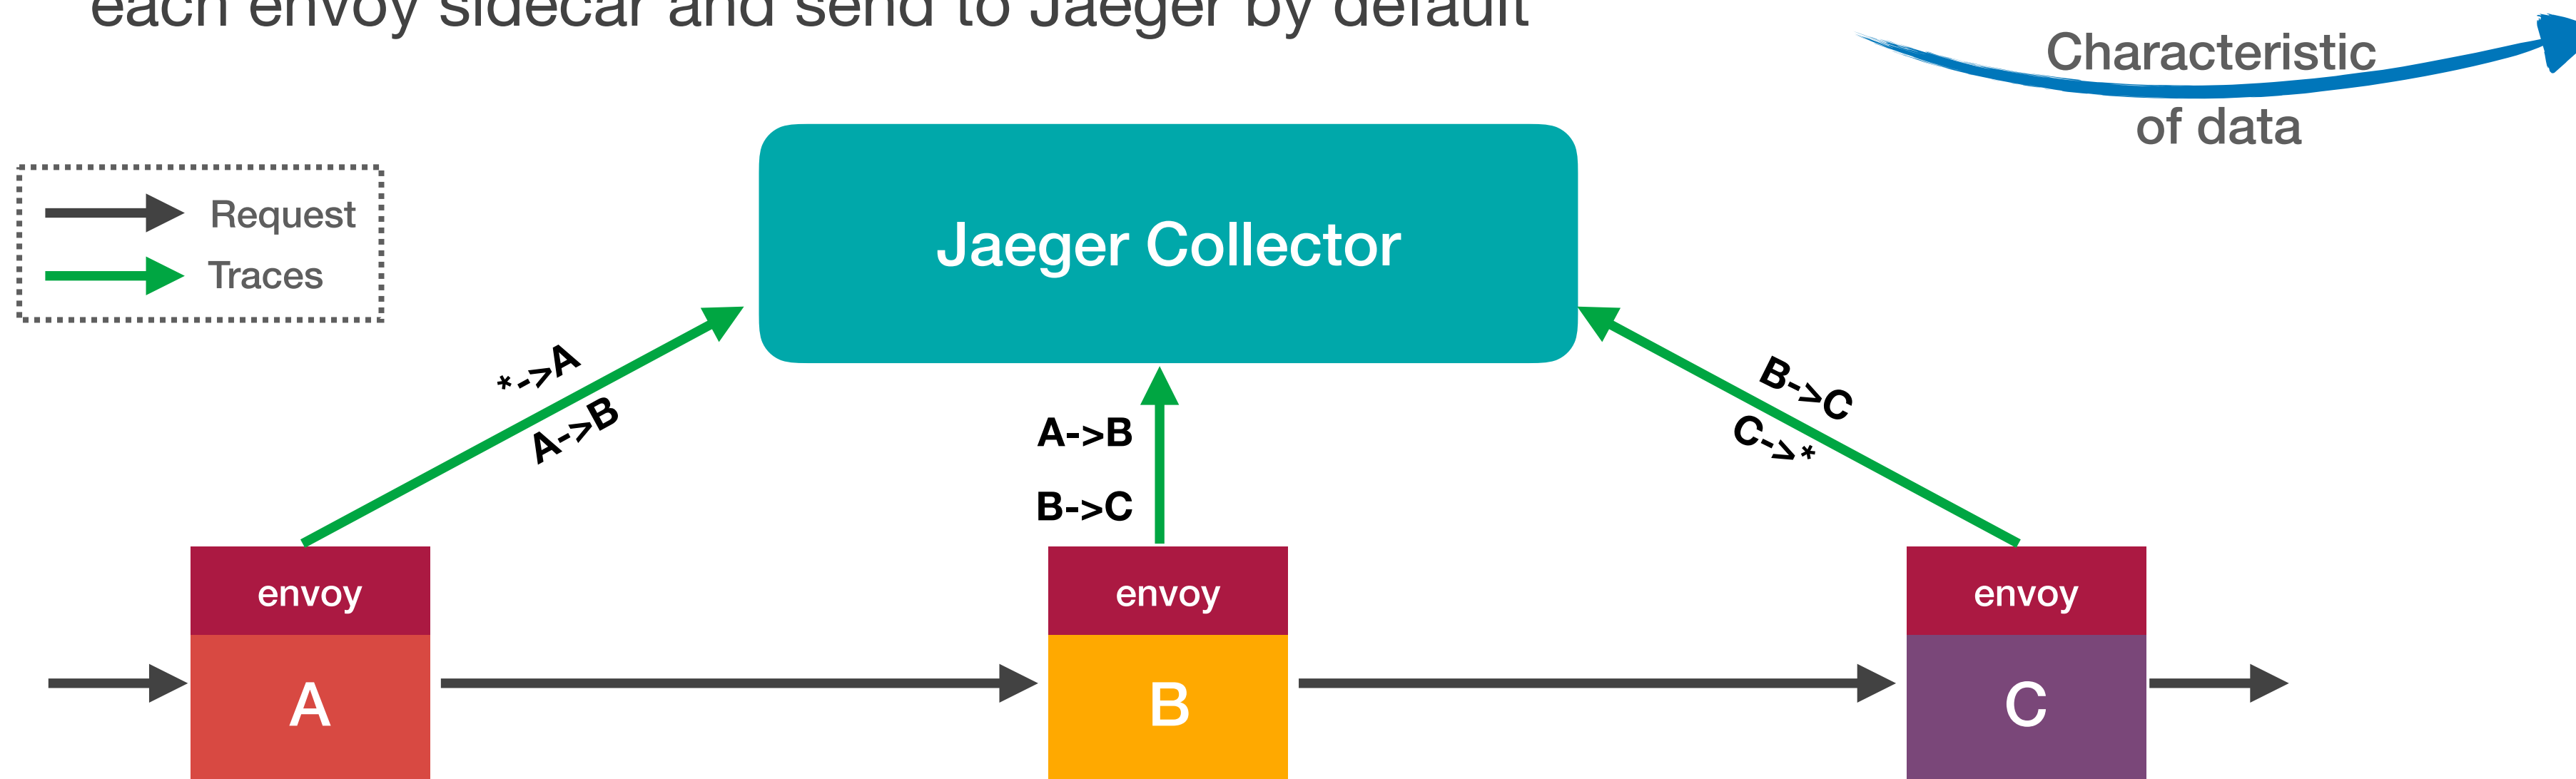 each envoy sidecar and send to Jaeger by default
Characteristic
of data
Request
Traces
Jaeger Collector
*->A
A->B
A->B
B->C
B->C
C->*
envoy
envoy
envoy
A
B
C